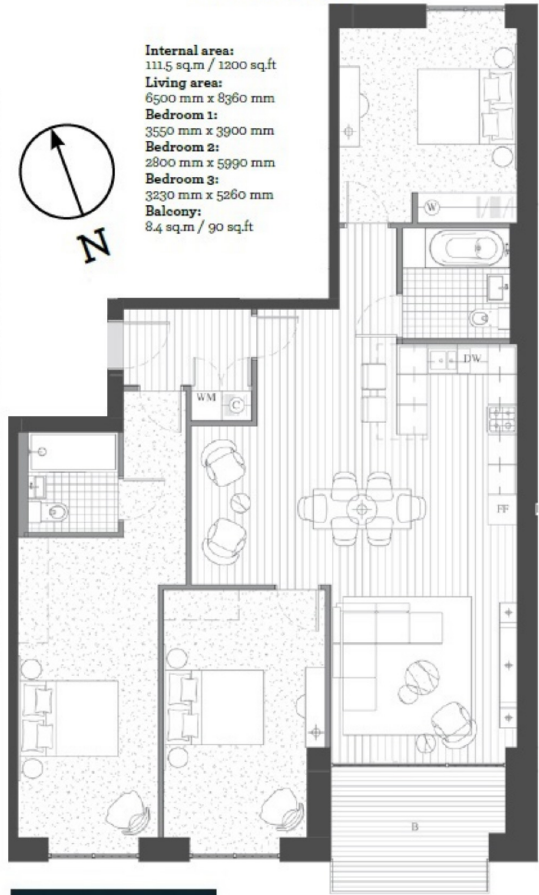 Internal area:
111.5 sq.m / 1200 sq.ft
Living area:
6500 mm x 8360 mm
Bedroom 1:
3550 mm x 3900 mm
Bedroom 2:
2800 mm x 5990 mm
Bedroom 3:
3230 mm x 5260 mm
Balcony:
8.4 sq.m / 90 sq.ft
N
W
DW
WM
C
FF
B